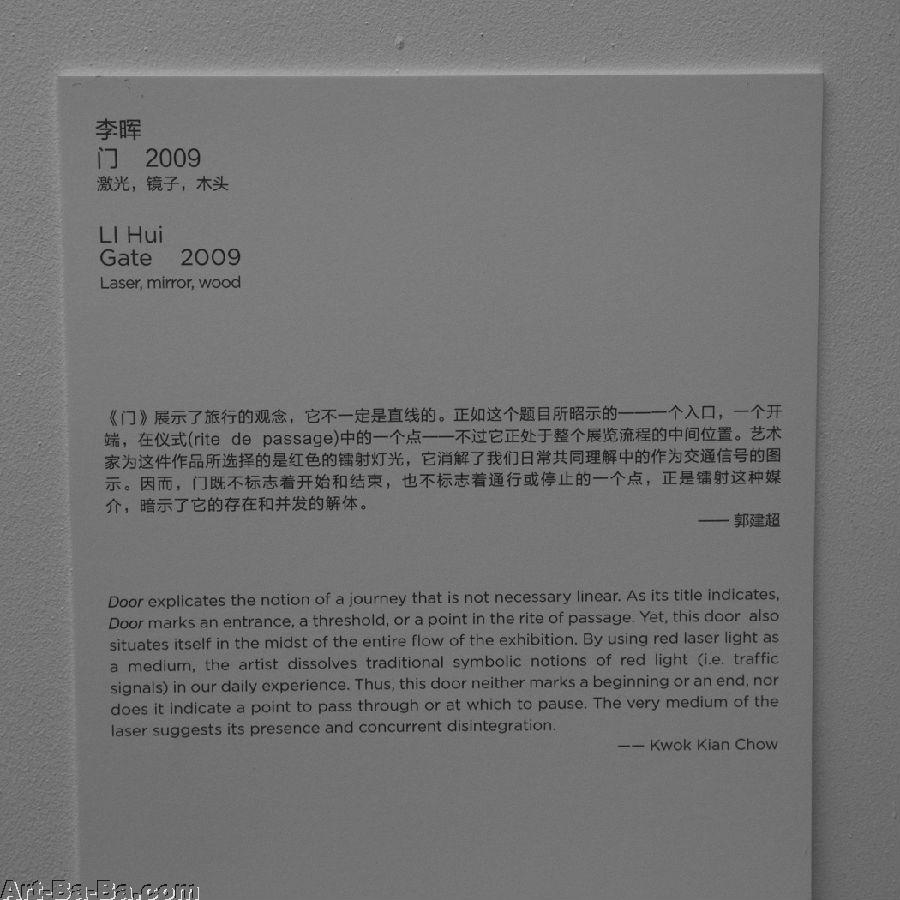 李晖
门 2009
激光，镜子，木头
LI Hui
Gate 2009
Laser, mirror, wood
《门》展示了旅行的观念，它不一定是直线的。正如这个题目所昭示的———一个入口，一个开
端，在仪式(rite de passage)中的一个点——不过它正处于整个展览流程的中间位置。艺术
家为这件作品所选择的是红色的镭射灯光，它消解了我们日常共同理解中的作为交通信号的图
示。因而，门既不标志着开始和结束，也不标志着通行或停止的一个点，正是镭射这种媒
介，暗示了它的存在和并发的解体。
—— 郭建超
Door explicates the notion of a journey that is not necessary linear. As its title indicates,
Door marks an entrance, a threshold, or a point in the rite of passage. Yet, this door also
situates itself in the midst of the entire flow of the exhibition. By using red laser light as
a medium, the artist dissolves traditional symbolic notions of red light (i.e. traffic
signals) in our daily experience. Thus, this door neither marks a beginning or an end, nor
does it indicate a point to pass through or at which to pause. The very medium of the
laser suggests its presence and concurrent disintegration.
—— Kwok Kian Chow
Art-Ba-Ba.com